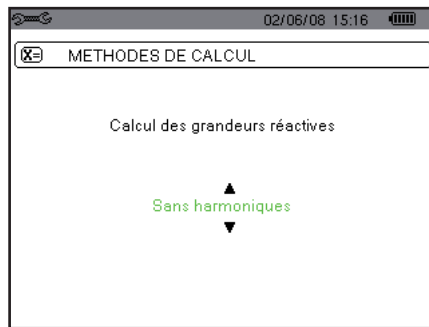 02/06/08 15:16
X= METHODES DE CALCUL
Calcul des grandeurs réactives
Sans harmoniques